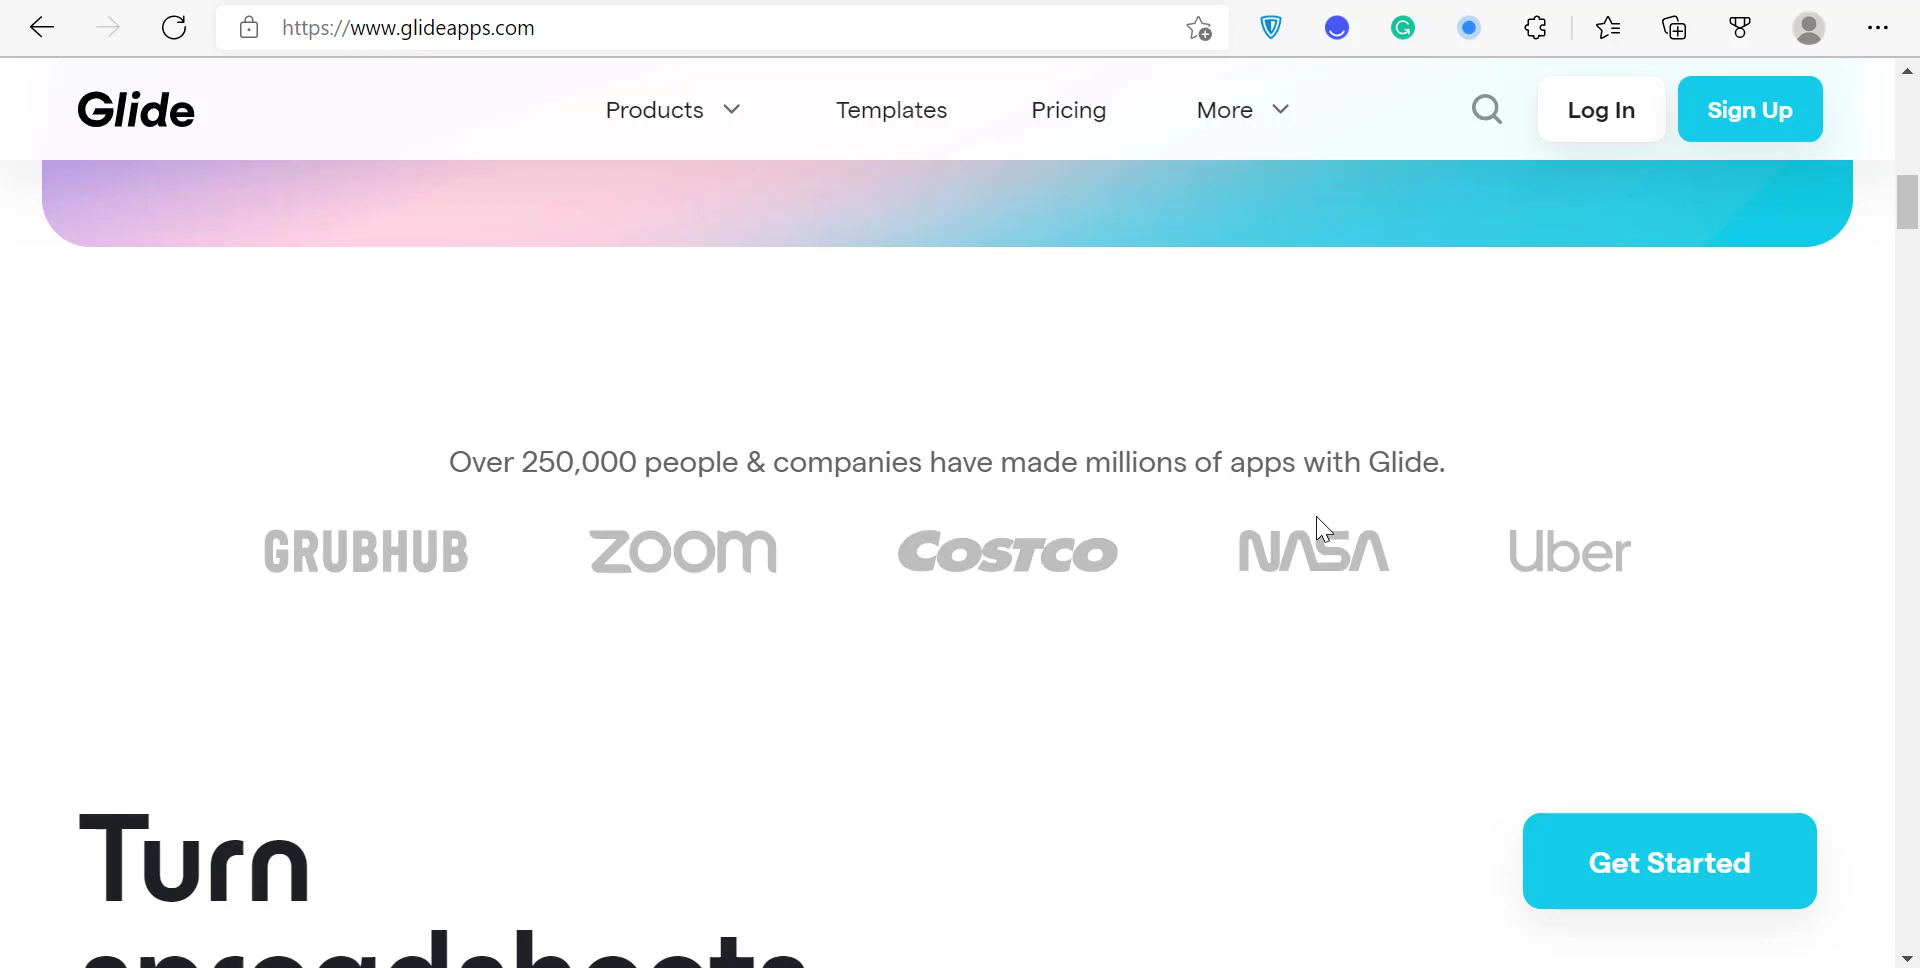 https://www.glideapps.com
Glide Products Templates Pricing More Log In Sign Up
Over 250,000 people & companies have made millions of apps with Glide.
GRUBHUB zoom Costco NASA Uber
Turn
Get Started
spreadsheets